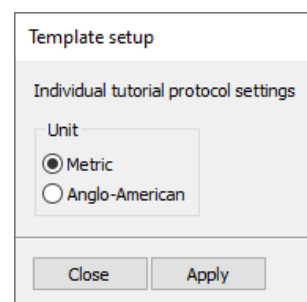 Template setup
Individual tutorial protocol settings
Unit
Metric
Anglo-American
Close Apply